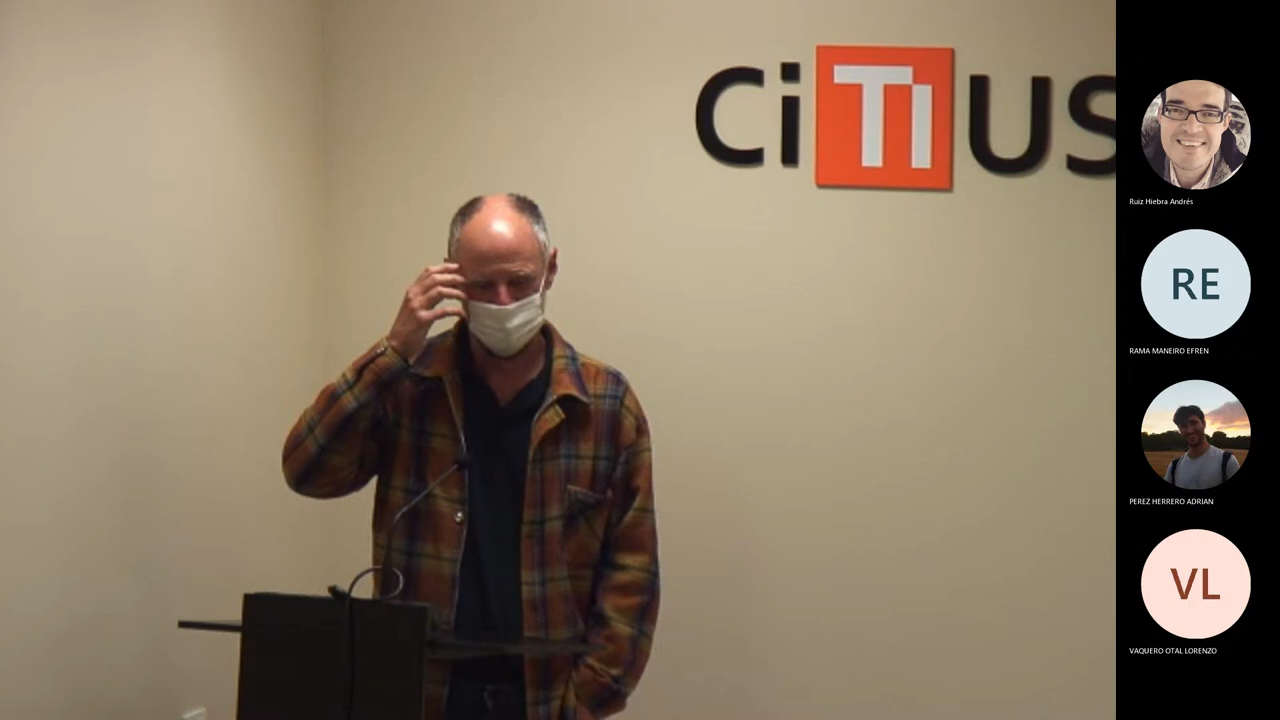 CiTIUS
Ruiz Hiebra Andrés
RE
RAMA MANEIRO EFREN
PEREZ HERRERO ADRIAN
VL
VAQUERO OTAL LORENZO